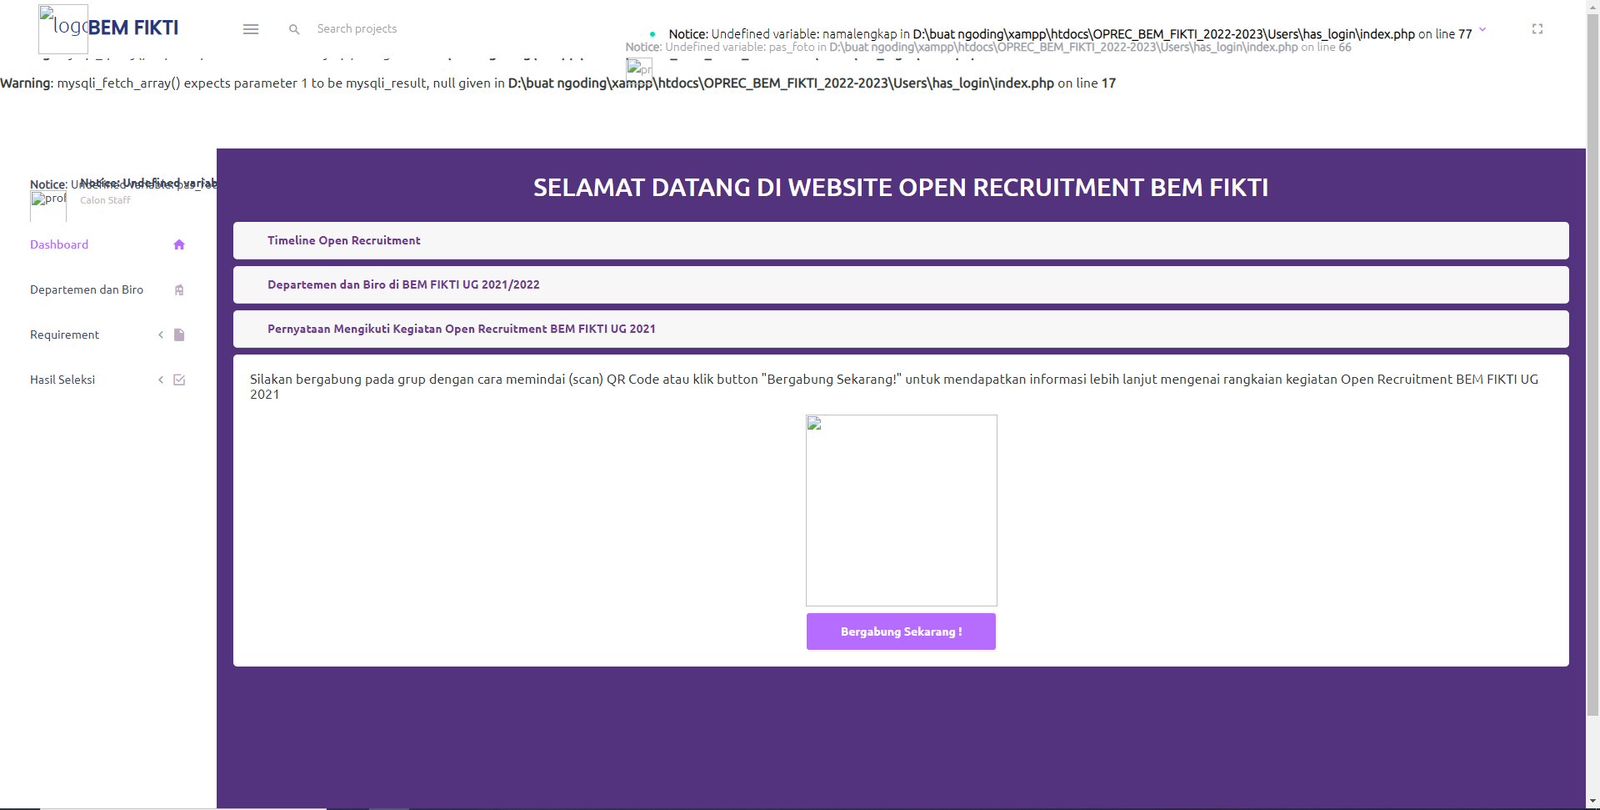 logo BEM FIKTI
Search projects
Notice: Undefined variable: namalengkap in D:\buat ngoding\xampp\htdocs\OPREC_BEM_FIKTI_2022-2023\Users\has_login\index.php on line 77
Notice: Undefined variable: pas_foto in D:\buat ngoding\xampp\htdocs\OPREC_BEM_FIKTI_2022-2023\Users\has_login\index.php on line 66
Warning: mysqli_fetch_array() expects parameter 1 to be mysqli_result, null given in D:\buat ngoding\xampp\htdocs\OPREC_BEM_FIKTI_2022-2023\Users\has_login\index.php on line 17
Notice: Undefined variab
Calon Staff
Dashboard
Departemen dan Biro
Requirement
Hasil Seleksi
SELAMAT DATANG DI WEBSITE OPEN RECRUITMENT BEM FIKTI
Timeline Open Recruitment
Departemen dan Biro di BEM FIKTI UG 2021/2022
Pernyataan Mengikuti Kegiatan Open Recruitment BEM FIKTI UG 2021
Silakan bergabung pada grup dengan cara memindai (scan) QR Code atau klik button "Bergabung Sekarang!" untuk mendapatkan informasi lebih lanjut mengenai rangkaian kegiatan Open Recruitment BEM FIKTI UG
2021
Bergabung Sekarang !